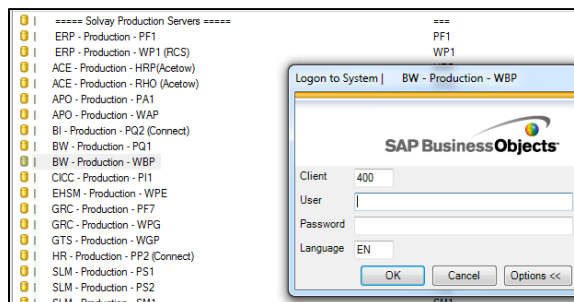 ===== Solvay Production Servers ===== ===
ERP - Production - PF1 PF1
ERP - Production - WP1 (RCS) WP1
ACE - Production - HRP(Acetow)
ACE - Production - RHO (Acetow)
APO - Production - PA1
APO - Production - WAP
BI - Production - PQ2 (Connect)
BW - Production - PQ1
BW - Production - WBP
CICC - Production - PI1
EHSM - Production - WPE
GRC - Production - PF7
GRC - Production - WPG
GTS - Production - WGP
HR - Production - PP2 (Connect)
SLM - Production - PS1
SLM - Production - PS2
Logon to System | BW - Production - WBP
SAP BusinessObjects
Client 400
User
Password
Language EN
OK Cancel Options <<